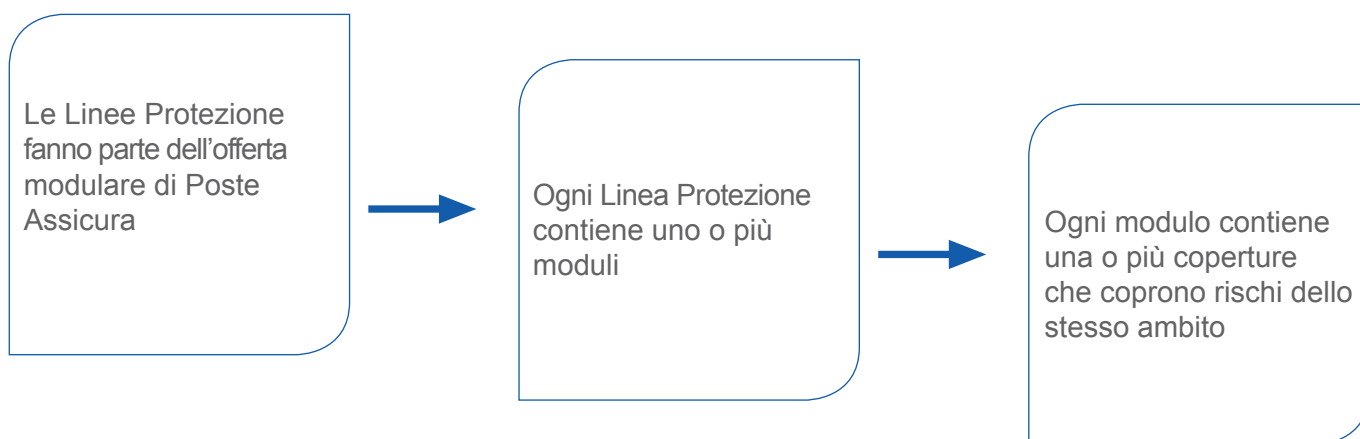 Le Linee Protezione
fanno parte dell’offerta
modulare di Poste
Assicura
Ogni Linea Protezione
contiene uno o più
moduli
Ogni modulo contiene
una o più coperture
che coprono rischi dello
stesso ambito